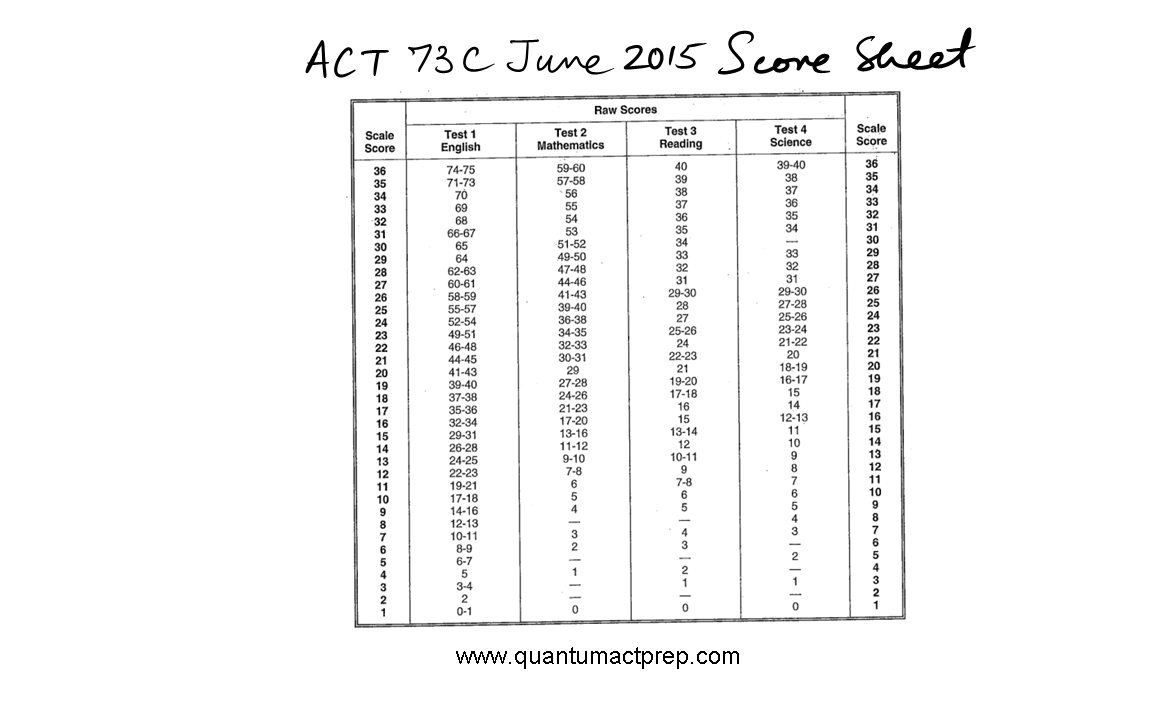 ACT 73C June 2015 Score Sheet
Raw Scores
Scale Score Test 1 English Test 2 Mathematics Test 3 Reading Test 4 Science Scale Score
36 74-75 59-60 40 39-40 36
35 71-73 57-58 39 38 35
34 70 56 38 37 34
33 69 55 37 36 33
32 68 54 36 35 32
31 66-67 53 35 34 31
30 65 51-52 34 — 30
29 64 49-50 33 33 29
28 62-63 47-48 32 32 28
27 60-61 44-46 31 31 27
26 58-59 41-43 29-30 29-30 26
25 55-57 39-40 28 27-28 25
24 52-54 36-38 27 25-26 24
23 49-51 34-35 25-26 23-24 23
22 46-48 32-33 24 21-22 22
21 44-45 30-31 22-23 20 21
20 41-43 29 21 18-19 20
19 39-40 27-28 19-20 16-17 19
18 37-38 24-26 17-18 15 18
17 35-36 21-23 16 14 17
16 32-34 17-20 15 12-13 16
15 29-31 13-16 13-14 11 15
14 26-28 11-12 12 10 14
13 24-25 9-10 10-11 9 13
12 22-23 7-8 9 8 12
11 19-21 6 7-8 7 11
10 17-18 5 6 6 10
9 14-16 4 5 5 9
8 12-13 — — 4 8
7 10-11 3 4 3 7
6 8-9 2 3 — 6
5 6-7 — — 2 5
4 5 1 2 — 4
3 3-4 — 1 1 3
2 2 — — — 2
1 0-1 0 0 0 1
www.quantumactprep.com